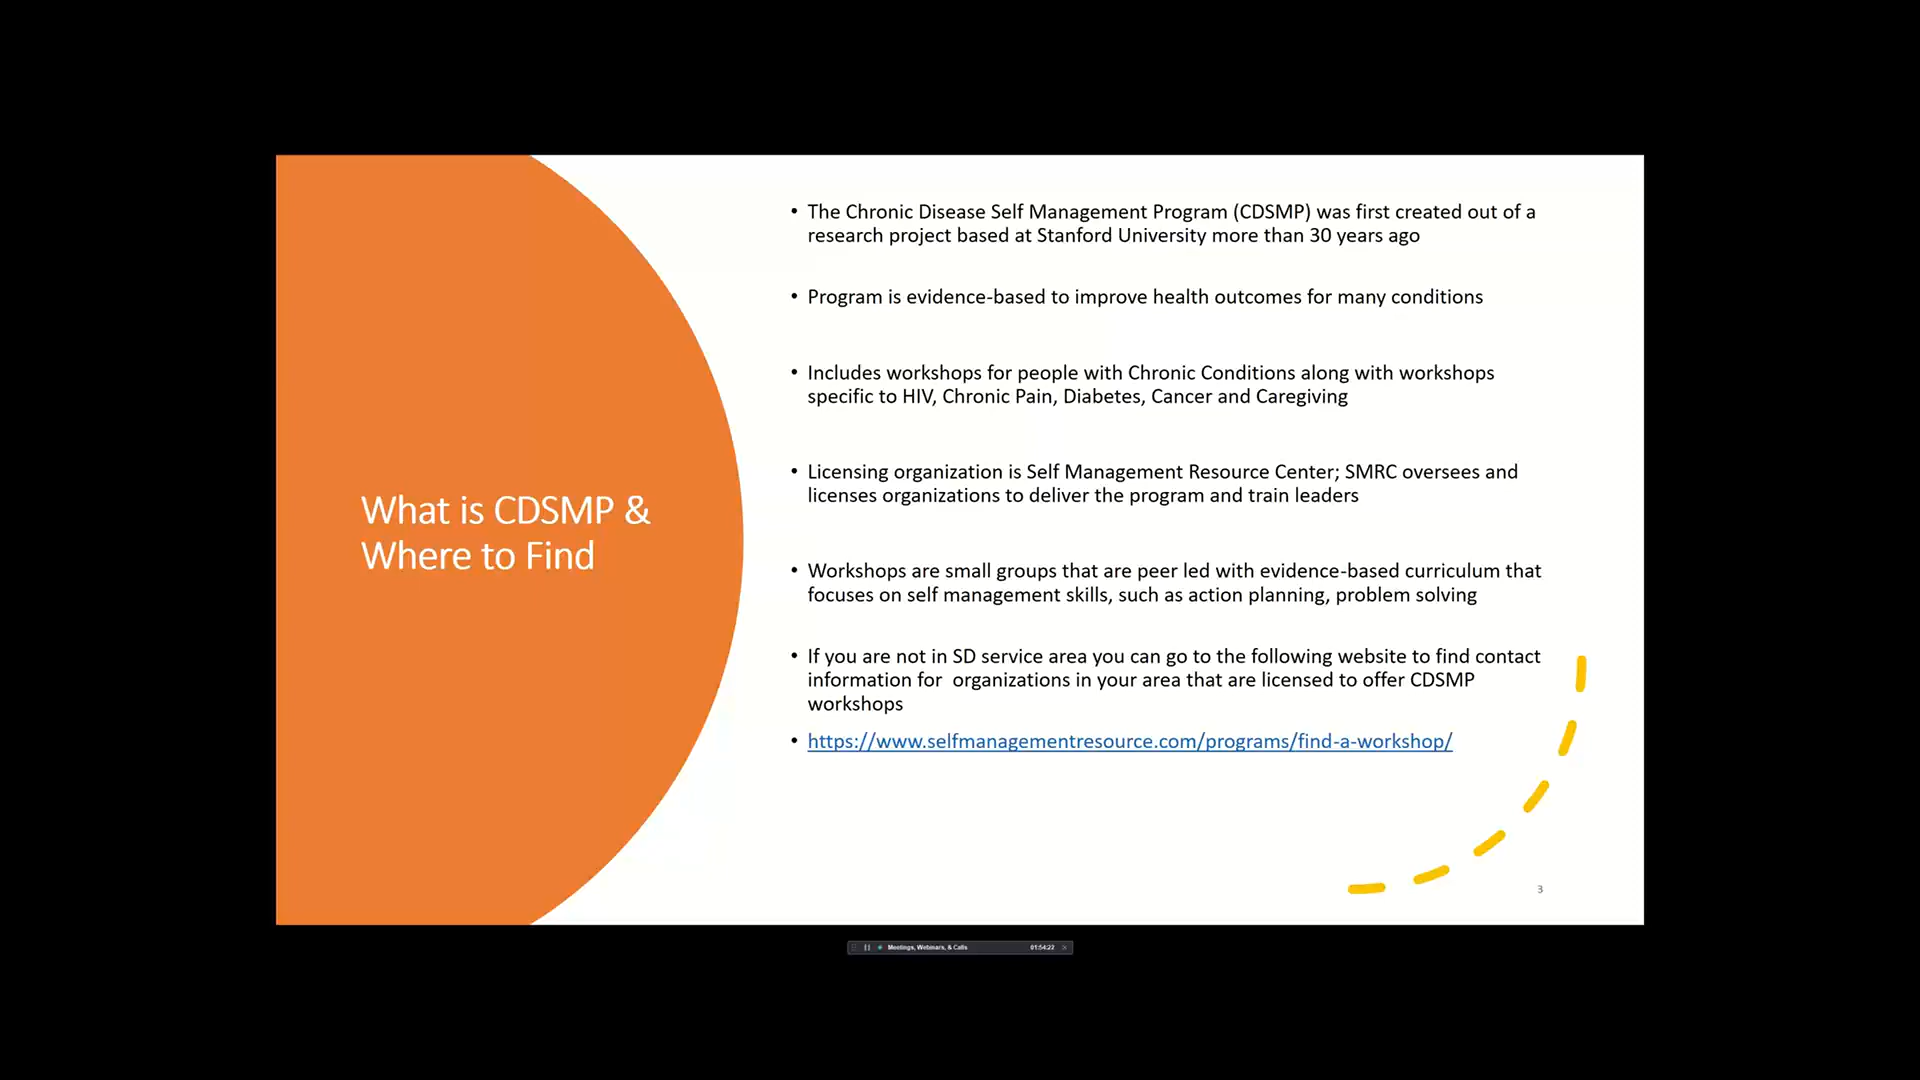 What is CDSMP &
Where to Find
• The Chronic Disease Self Management Program (CDSMP) was first created out of a
research project based at Stanford University more than 30 years ago
• Program is evidence-based to improve health outcomes for many conditions
• Includes workshops for people with Chronic Conditions along with workshops
specific to HIV, Chronic Pain, Diabetes, Cancer and Caregiving
• Licensing organization is Self Management Resource Center; SMRC oversees and
licenses organizations to deliver the program and train leaders
• Workshops are small groups that are peer led with evidence-based curriculum that
focuses on self management skills, such as action planning, problem solving
• If you are not in SD service area you can go to the following website to find contact
information for  organizations in your area that are licensed to offer CDSMP
workshops
• https://www.selfmanagementresource.com/programs/find-a-workshop/
3
Meetings, Webinars, & Calls 01:54:22